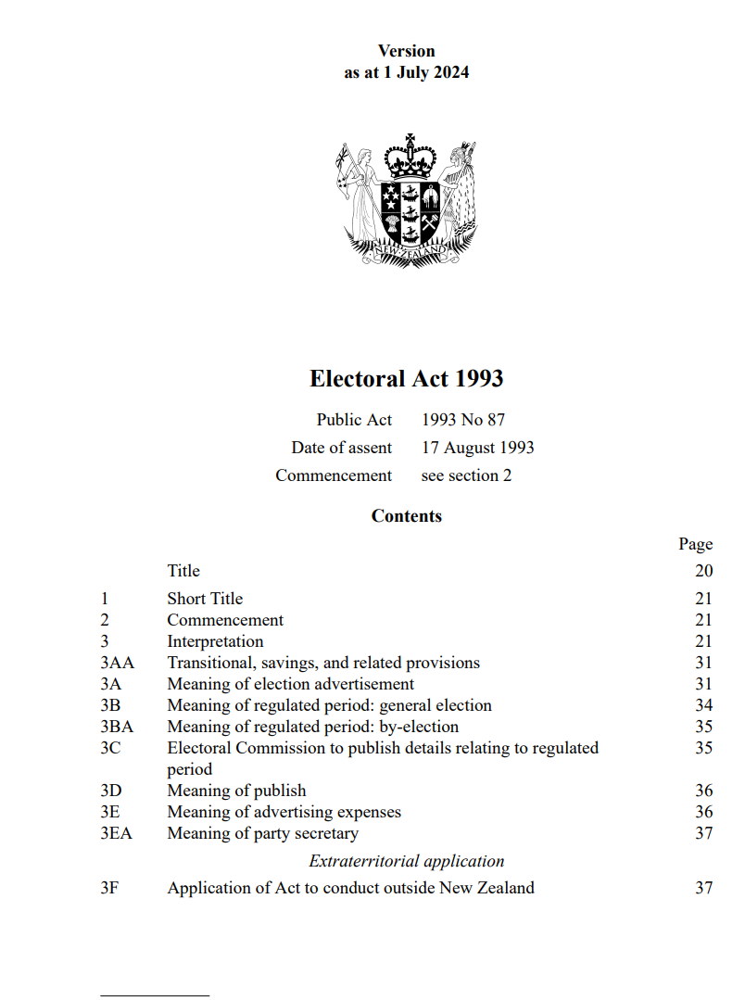 Version
as at 1 July 2024
NEW ZEALAND
Electoral Act 1993
Public Act 1993 No 87
Date of assent 17 August 1993
Commencement see section 2
Contents
Page
Title 20
1 Short Title 21
2 Commencement 21
3 Interpretation 21
3AA Transitional, savings, and related provisions 31
3A Meaning of election advertisement 31
3B Meaning of regulated period: general election 34
3BA Meaning of regulated period: by-election 35
3C Electoral Commission to publish details relating to regulated 35
period
3D Meaning of publish 36
3E Meaning of advertising expenses 36
3EA Meaning of party secretary 37
Extraterritorial application
3F Application of Act to conduct outside New Zealand 37